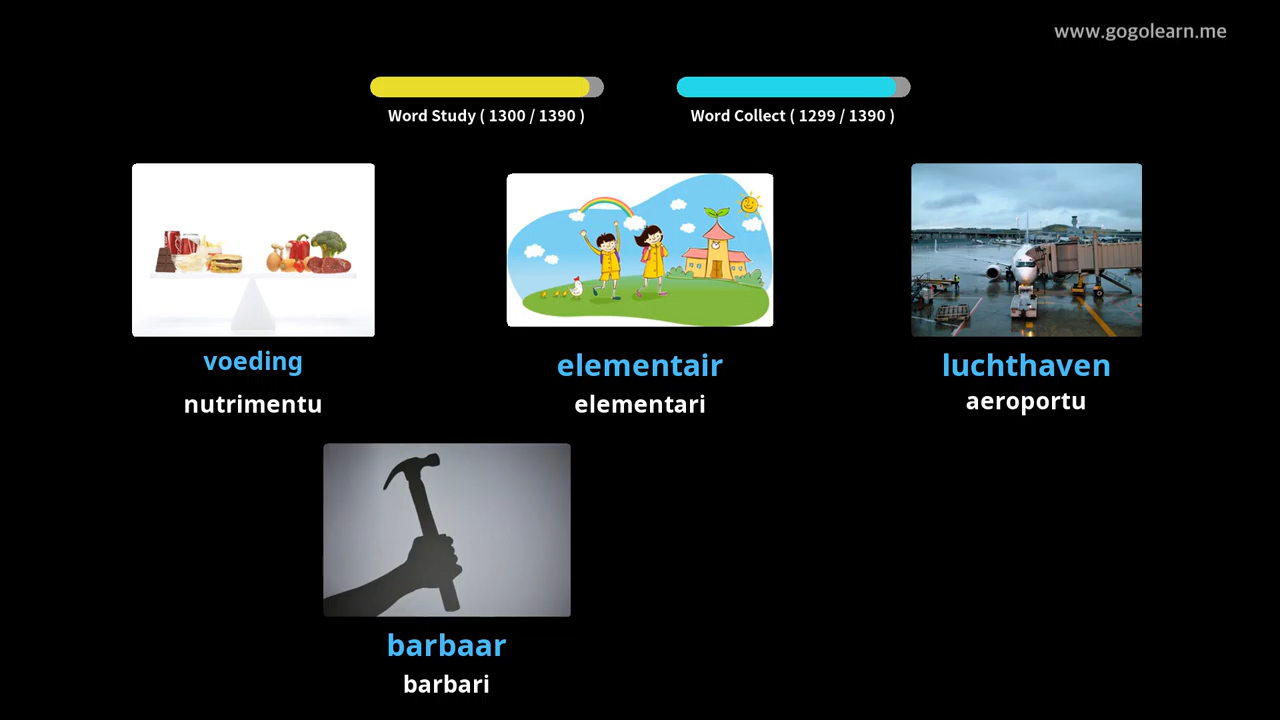 www.gogolearn.me
Word Study ( 1300 / 1390 )
Word Collect ( 1299 / 1390 )
voeding
nutrimentu
elementair
elementari
luchthaven
aeroportu
barbaar
barbari